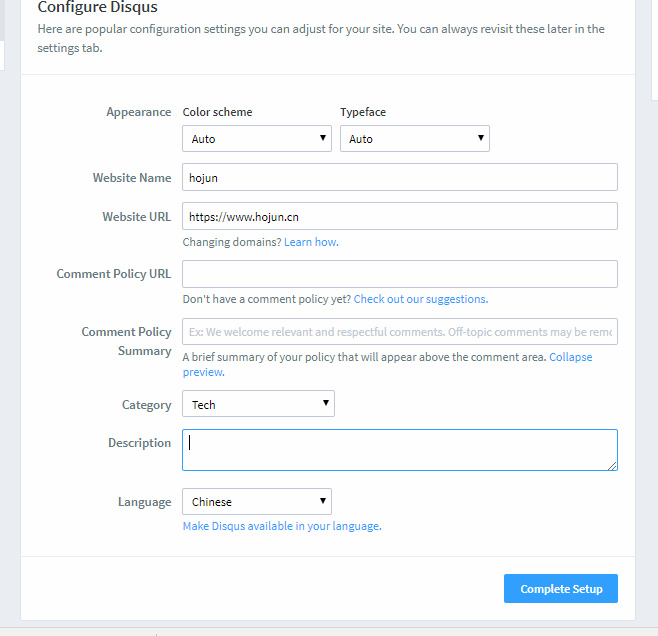 Configure Disqus
Here are popular configuration settings you can adjust for your site. You can always revisit these later in the
settings tab.
Appearance Color scheme Typeface
Auto Auto
Website Name hojun
Website URL https://www.hojun.cn
Changing domains? Learn how.
Comment Policy URL
Don't have a comment policy yet? Check out our suggestions.
Comment Policy
Summary
Ex: We welcome relevant and respectful comments. Off-topic comments may be remo
A brief summary of your policy that will appear above the comment area. Collapse
preview.
Category Tech
Description
Language Chinese
Make Disqus available in your language.
Complete Setup